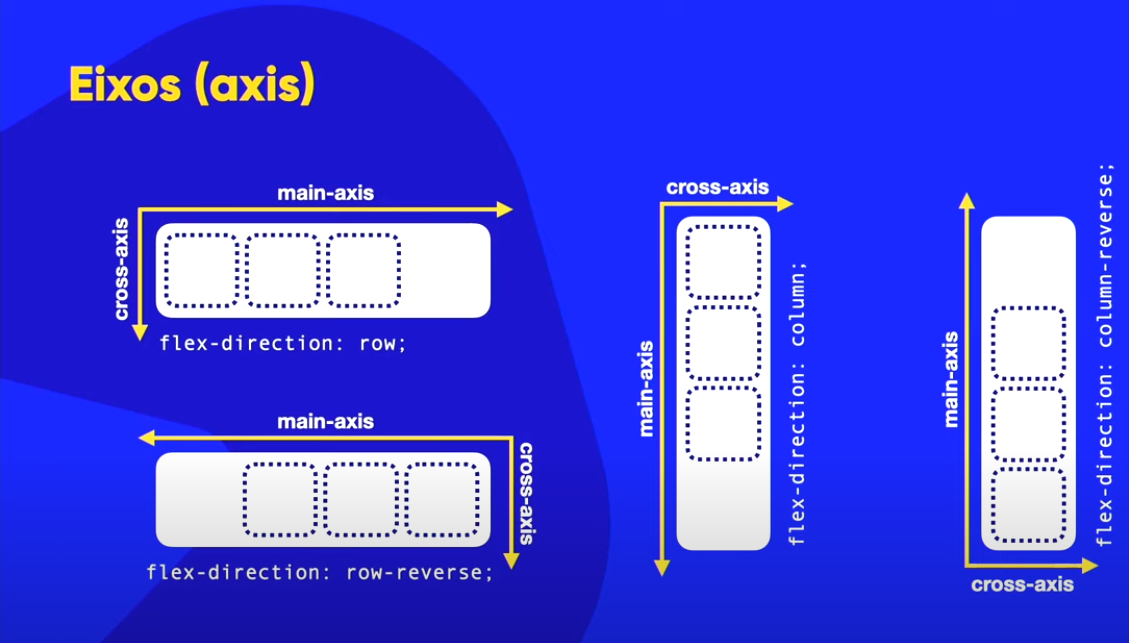 Eixos (axis)
main-axis
cross-axis
flex-direction: row;
main-axis
cross-axis
flex-direction: row-reverse;
cross-axis
main-axis
flex-direction: column;
main-axis
cross-axis
flex-direction: column-reverse;